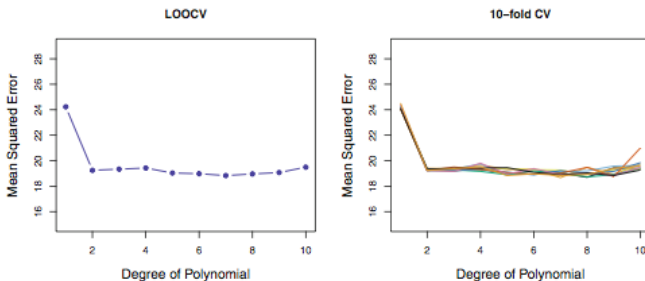 LOOCV
Mean Squared Error
28
26
24
22
20
18
16
2 4 6 8 10
Degree of Polynomial
10−fold CV
Mean Squared Error
28
26
24
22
20
18
16
2 4 6 8 10
Degree of Polynomial